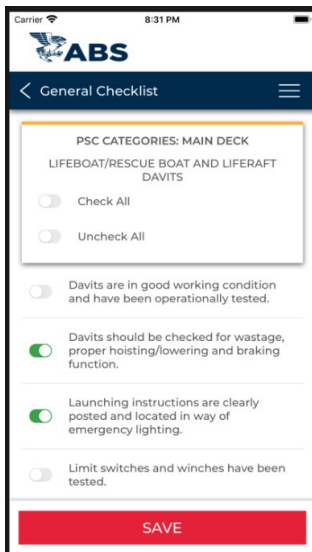 Carrier 8:31 PM
ABS
General Checklist
PSC CATEGORIES: MAIN DECK
LIFEBOAT/RESCUE BOAT AND LIFERAFT
DAVITS
Check All
Uncheck All
Davits are in good working condition
and have been operationally tested.
Davits should be checked for wastage,
proper hoisting/lowering and braking
function.
Launching instructions are clearly
posted and located in way of
emergency lighting.
Limit switches and winches have been
tested.
SAVE